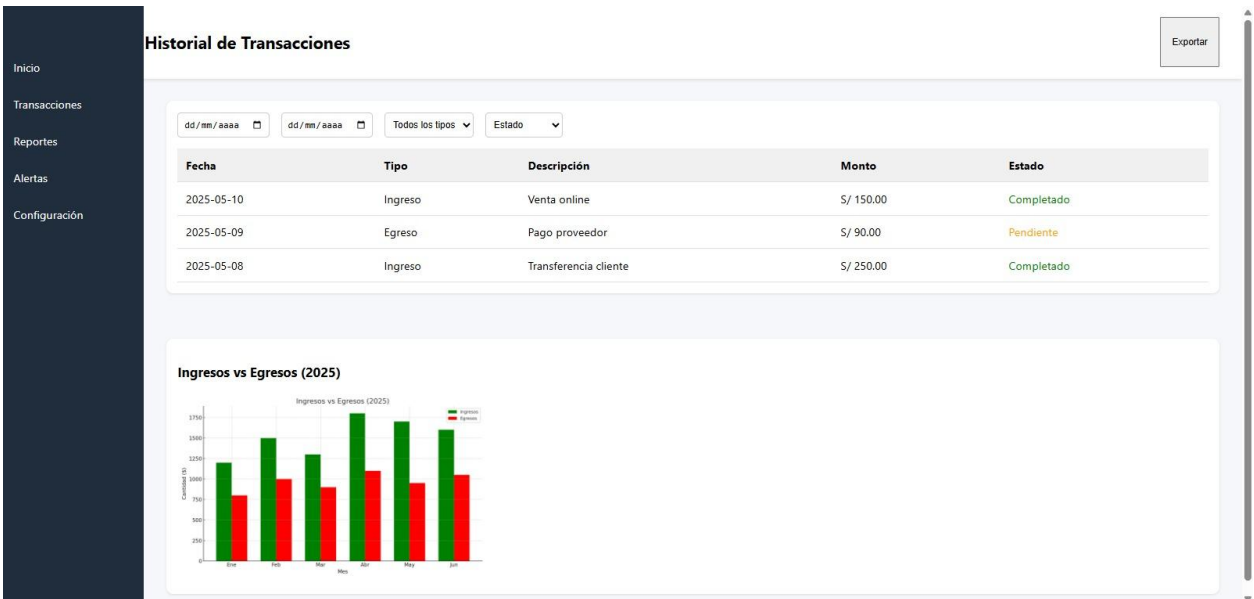 Historial de Transacciones
Exportar
Inicio
Transacciones
Reportes
Alertas
Configuración
dd/mm/aaaa dd/mm/aaaa Todos los tipos Estado
Fecha Tipo Descripción Monto Estado
2025-05-10 Ingreso Venta online S/ 150.00 Completado
2025-05-09 Egreso Pago proveedor S/ 90.00 Pendiente
2025-05-08 Ingreso Transferencia cliente S/ 250.00 Completado
Ingresos vs Egresos (2025)
Ingresos vs Egresos (2025)
Ingresos
Egresos
Cantidad ($)
1750
1500
1250
1000
750
500
250
0
Ene Feb Mar Abr May Jun
Mes